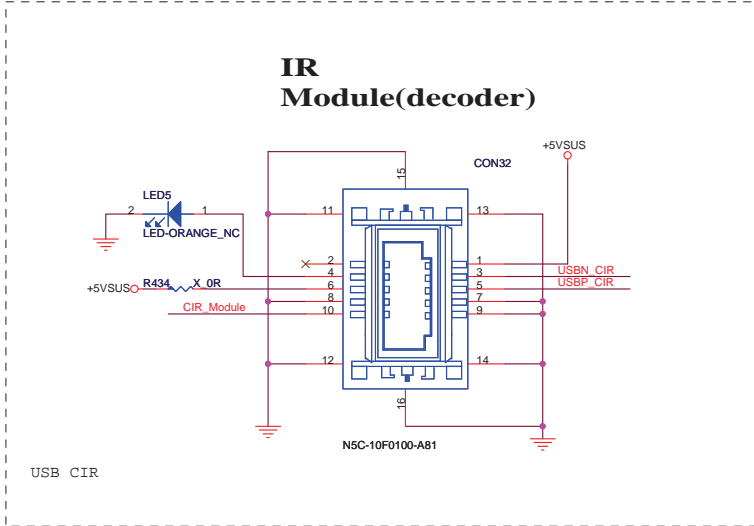 IR
Module(decoder)
+5VSUS
CON32
15
LED5
2 1
LED-ORANGE_NC
11 13
2 1
4 3 USBN_CIR
+5VSUS R434 X_0R 6 5 USBP_CIR
8 7
CIR_Module 10 9
12 14
16
N5C-10F0100-A81
USB CIR